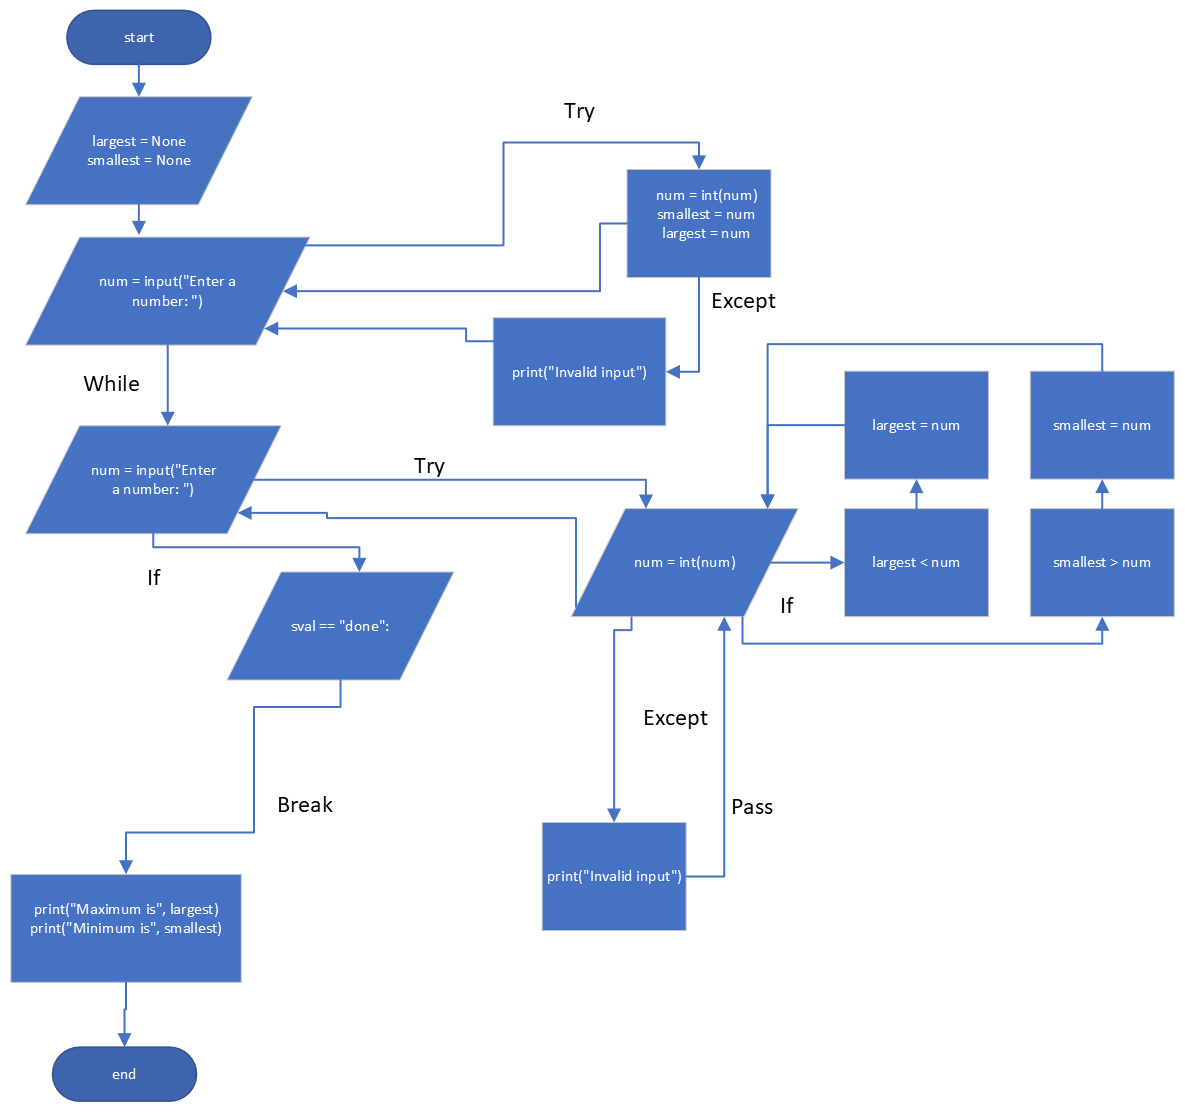 start
largest = None
smallest = None
Try
num = int(num)
smallest = num
largest = num
num = input("Enter a
number: ")
Except
print("Invalid input")
While
largest = num
smallest = num
num = input("Enter
a number: ")
Try
num = int(num)
largest < num
smallest > num
If
If
sval == "done":
Except
Break
Pass
print("Invalid input")
print("Maximum is", largest)
print("Minimum is", smallest)
end